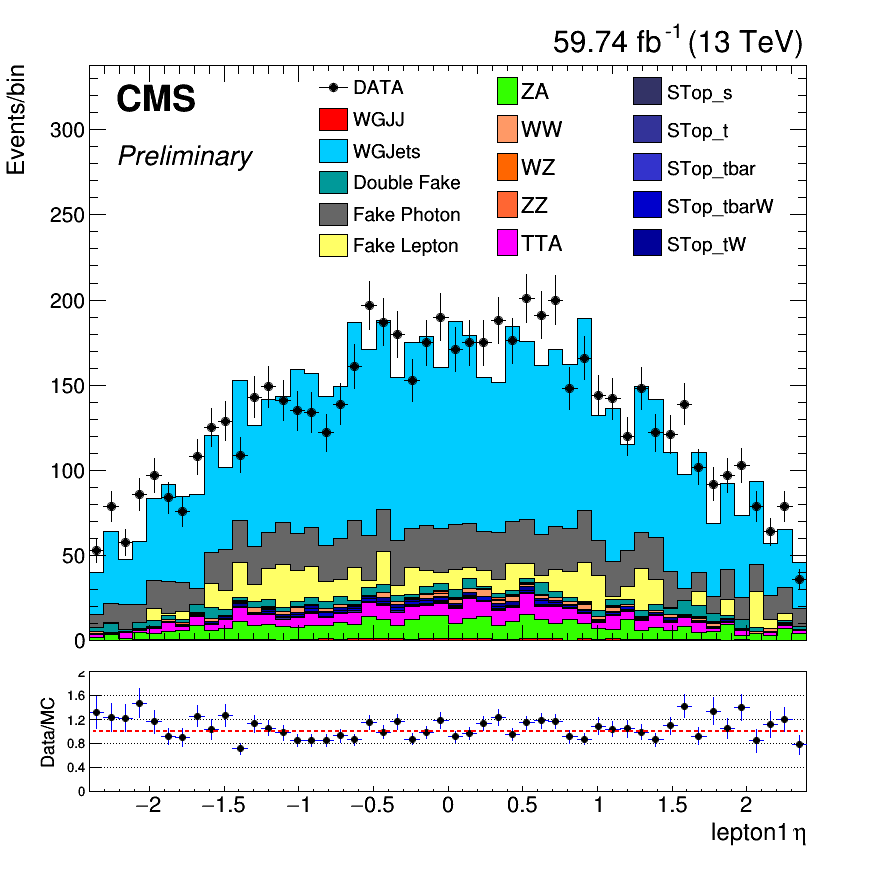 59.74 fb⁻¹ (13 TeV)
Events/bin
CMS
Preliminary
DATA
WGJJ
WGJets
Double Fake
Fake Photon
Fake Lepton
ZA
WW
WZ
ZZ
TTA
STop_s
STop_t
STop_tbar
STop_tbarW
STop_tW
300
250
200
150
100
50
0
Data/MC
2
1.6
1.2
0.8
0.4
0
−2 −1.5 −1 −0.5 0 0.5 1 1.5 2
lepton1 η